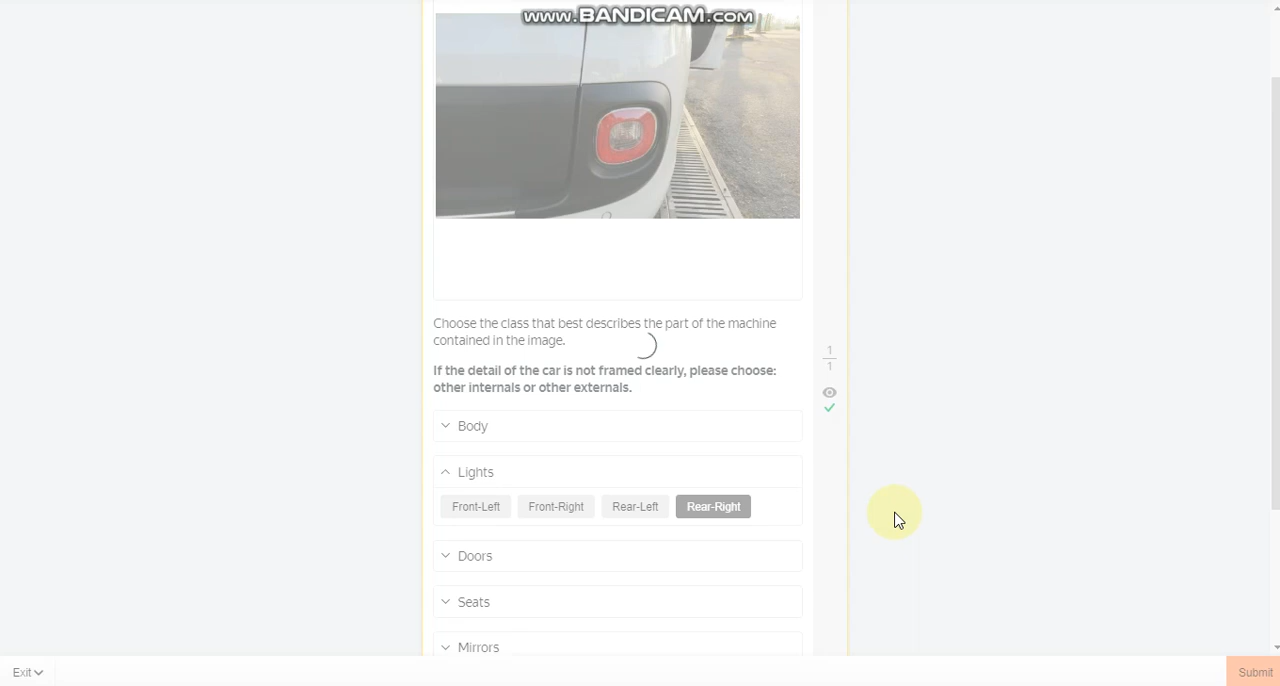 www.BANDICAM.com
Choose the class that best describes the part of the machine
contained in the image.
If the detail of the car is not framed clearly, please choose:
other internals or other externals.
1
1
Body
Lights
Front-Left Front-Right Rear-Left Rear-Right
Doors
Seats
Mirrors
Exit Submit